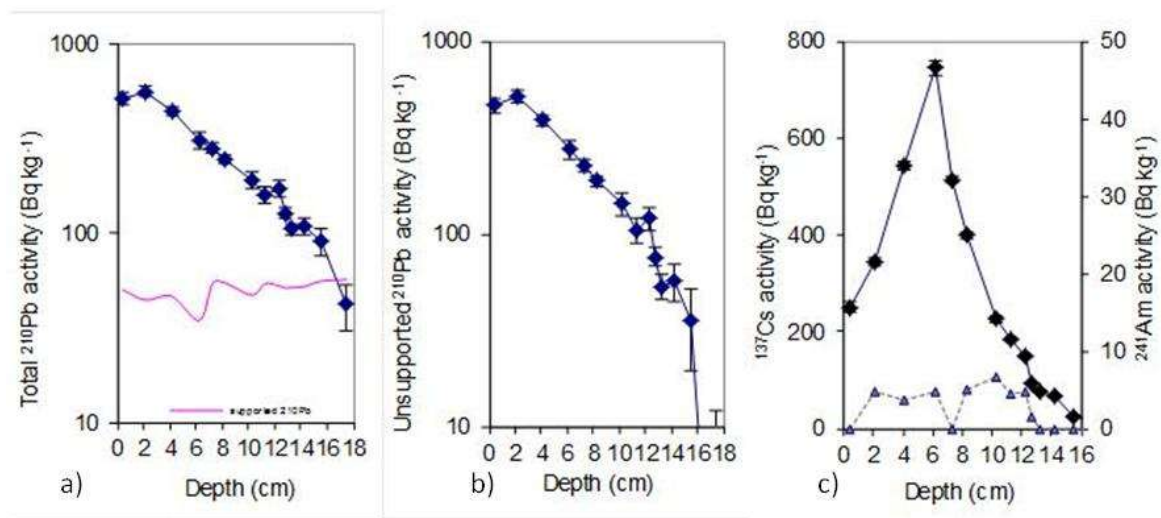 1000
100
10
Total ²¹⁰Pb activity (Bq kg⁻¹)
supported 210Pb
0 2 4 6 8 10 12 14 16 18
Depth (cm)
a)
1000
100
10
Unsupported ²¹⁰Pb activity (Bq kg⁻¹)
0 2 4 6 8 10 12 14 16 18
Depth (cm)
b)
800
600
400
200
0
¹³⁷Cs activity (Bq kg⁻¹)
50
40
30
20
10
0
²⁴¹Am activity (Bq kg⁻¹)
0 2 4 6 8 10 12 14 16
Depth (cm)
c)